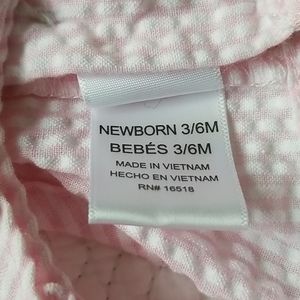 NEWBORN 3/6M
BEBÉS 3/6M
MADE IN VIETNAM
HECHO EN VIETNAM
RN# 16518